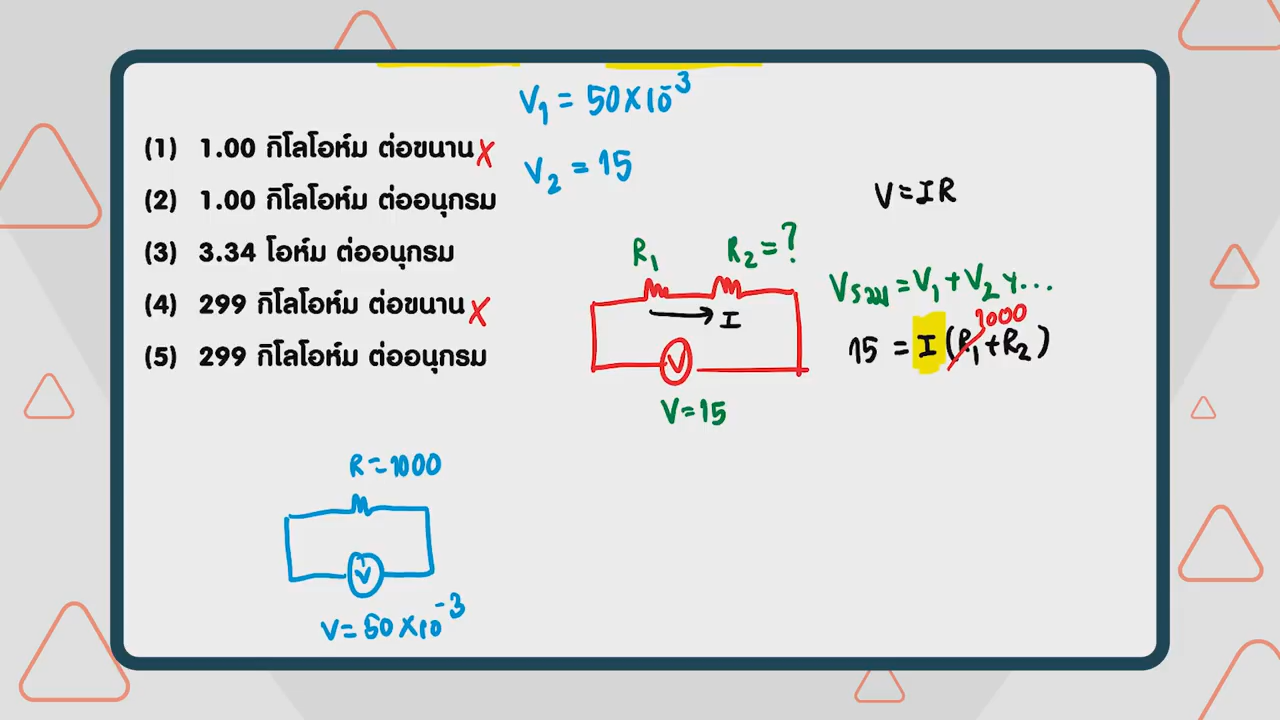 V₁ = 50×10⁻³
(1) 1.00 กิโลโอห์ม ต่อขนาน X
V₂ = 15
(2) 1.00 กิโลโอห์ม ต่ออนุกรม
V=IR
(3) 3.34 โอห์ม ต่ออนุกรม
R₁
R₂=?
(4) 299 กิโลโอห์ม ต่อขนาน X
Vรวม = V₁ + V₂ + ...
I
1000
15 = I (R₁+R₂)
(5) 299 กิโลโอห์ม ต่ออนุกรม
V
V=15
R=1000
V
V=50×10⁻³